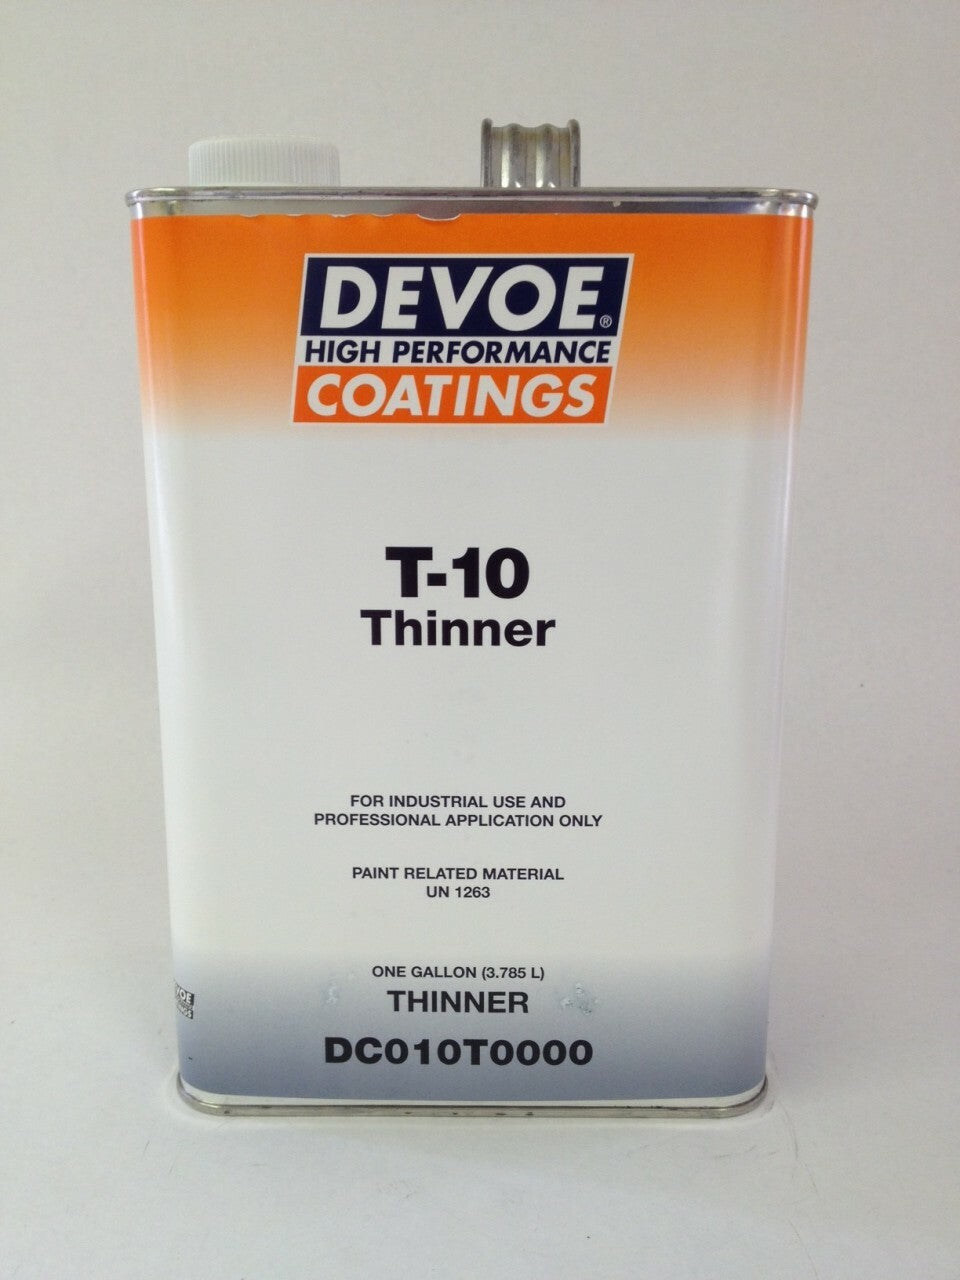 DEVOE®
HIGH PERFORMANCE
COATINGS
T-10
Thinner
FOR INDUSTRIAL USE AND
PROFESSIONAL APPLICATION ONLY
PAINT RELATED MATERIAL
UN 1263
ONE GALLON (3.785 L)
THINNER
DC010T0000